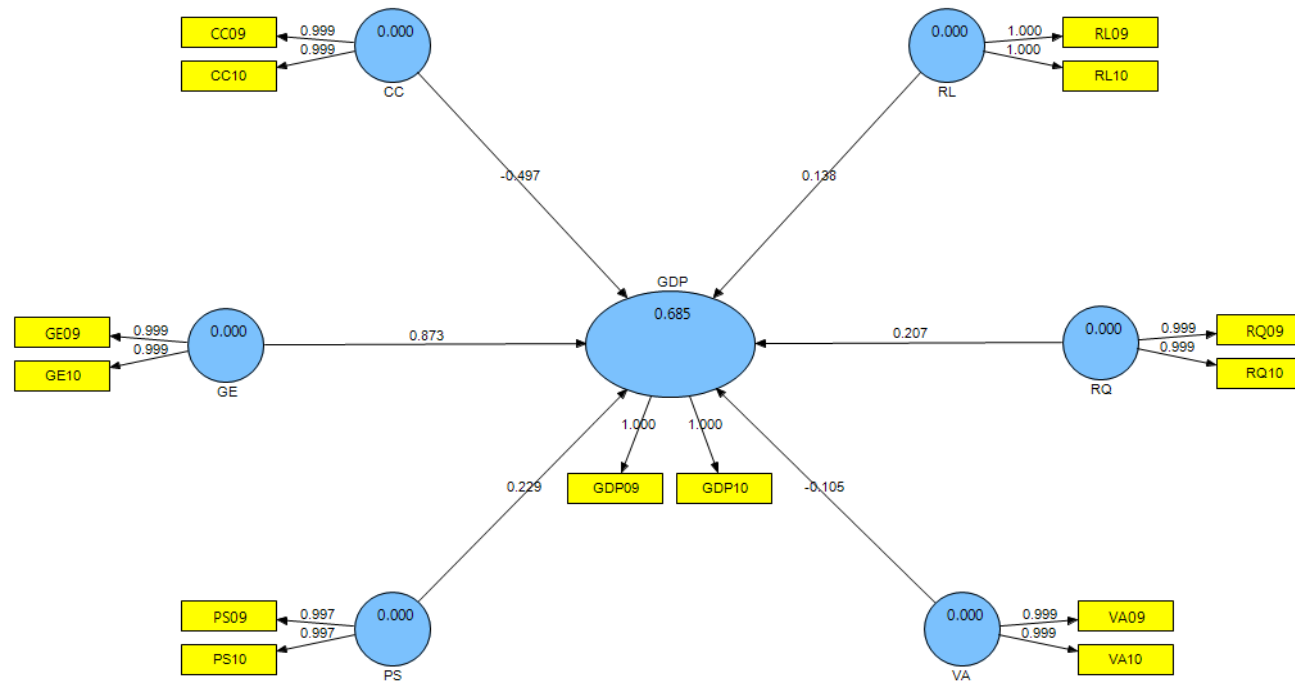 CC09
0.999
0.000
CC10
0.999
CC
0.000
1.000
RL09
1.000
RL10
RL
-0.497
0.138
GDP
0.685
GE09
0.999
0.000
GE10
0.999
GE
0.873
0.207
0.000
0.999
RQ09
0.999
RQ10
RQ
1.000
1.000
GDP09
GDP10
0.229
-0.105
PS09
0.997
0.000
PS10
0.997
PS
0.000
0.999
VA09
0.999
VA10
VA